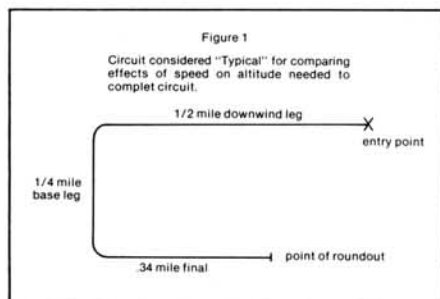 Figure 1
Circuit considered "Typical" for comparing
effects of speed on altitude needed to
complet circuit.
1/2 mile downwind leg
entry point
1/4 mile
base leg
point of roundout
.34 mile final